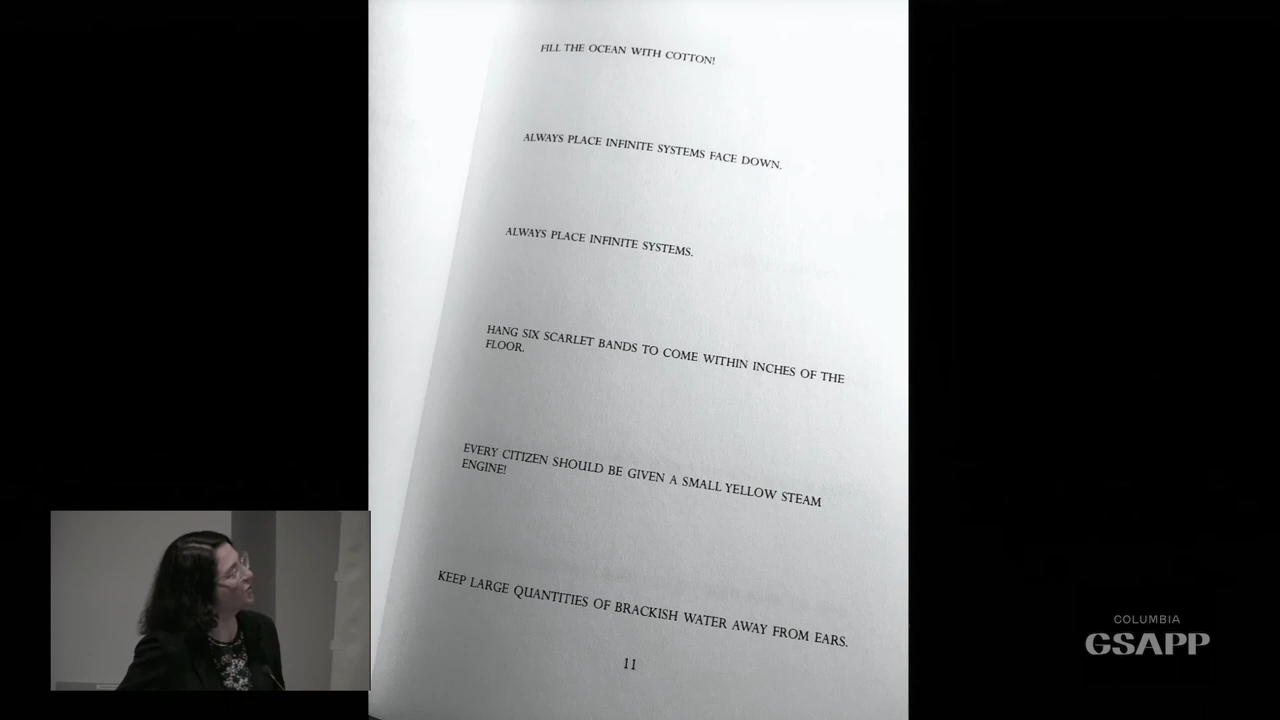 FILL THE OCEAN WITH COTTON!
ALWAYS PLACE INFINITE SYSTEMS FACE DOWN.
ALWAYS PLACE INFINITE SYSTEMS.
HANG SIX SCARLET BANDS TO COME WITHIN INCHES OF THE
FLOOR.
EVERY CITIZEN SHOULD BE GIVEN A SMALL YELLOW STEAM
ENGINE!
KEEP LARGE QUANTITIES OF BRACKISH WATER AWAY FROM EARS.
11
COLUMBIA
GSAPP